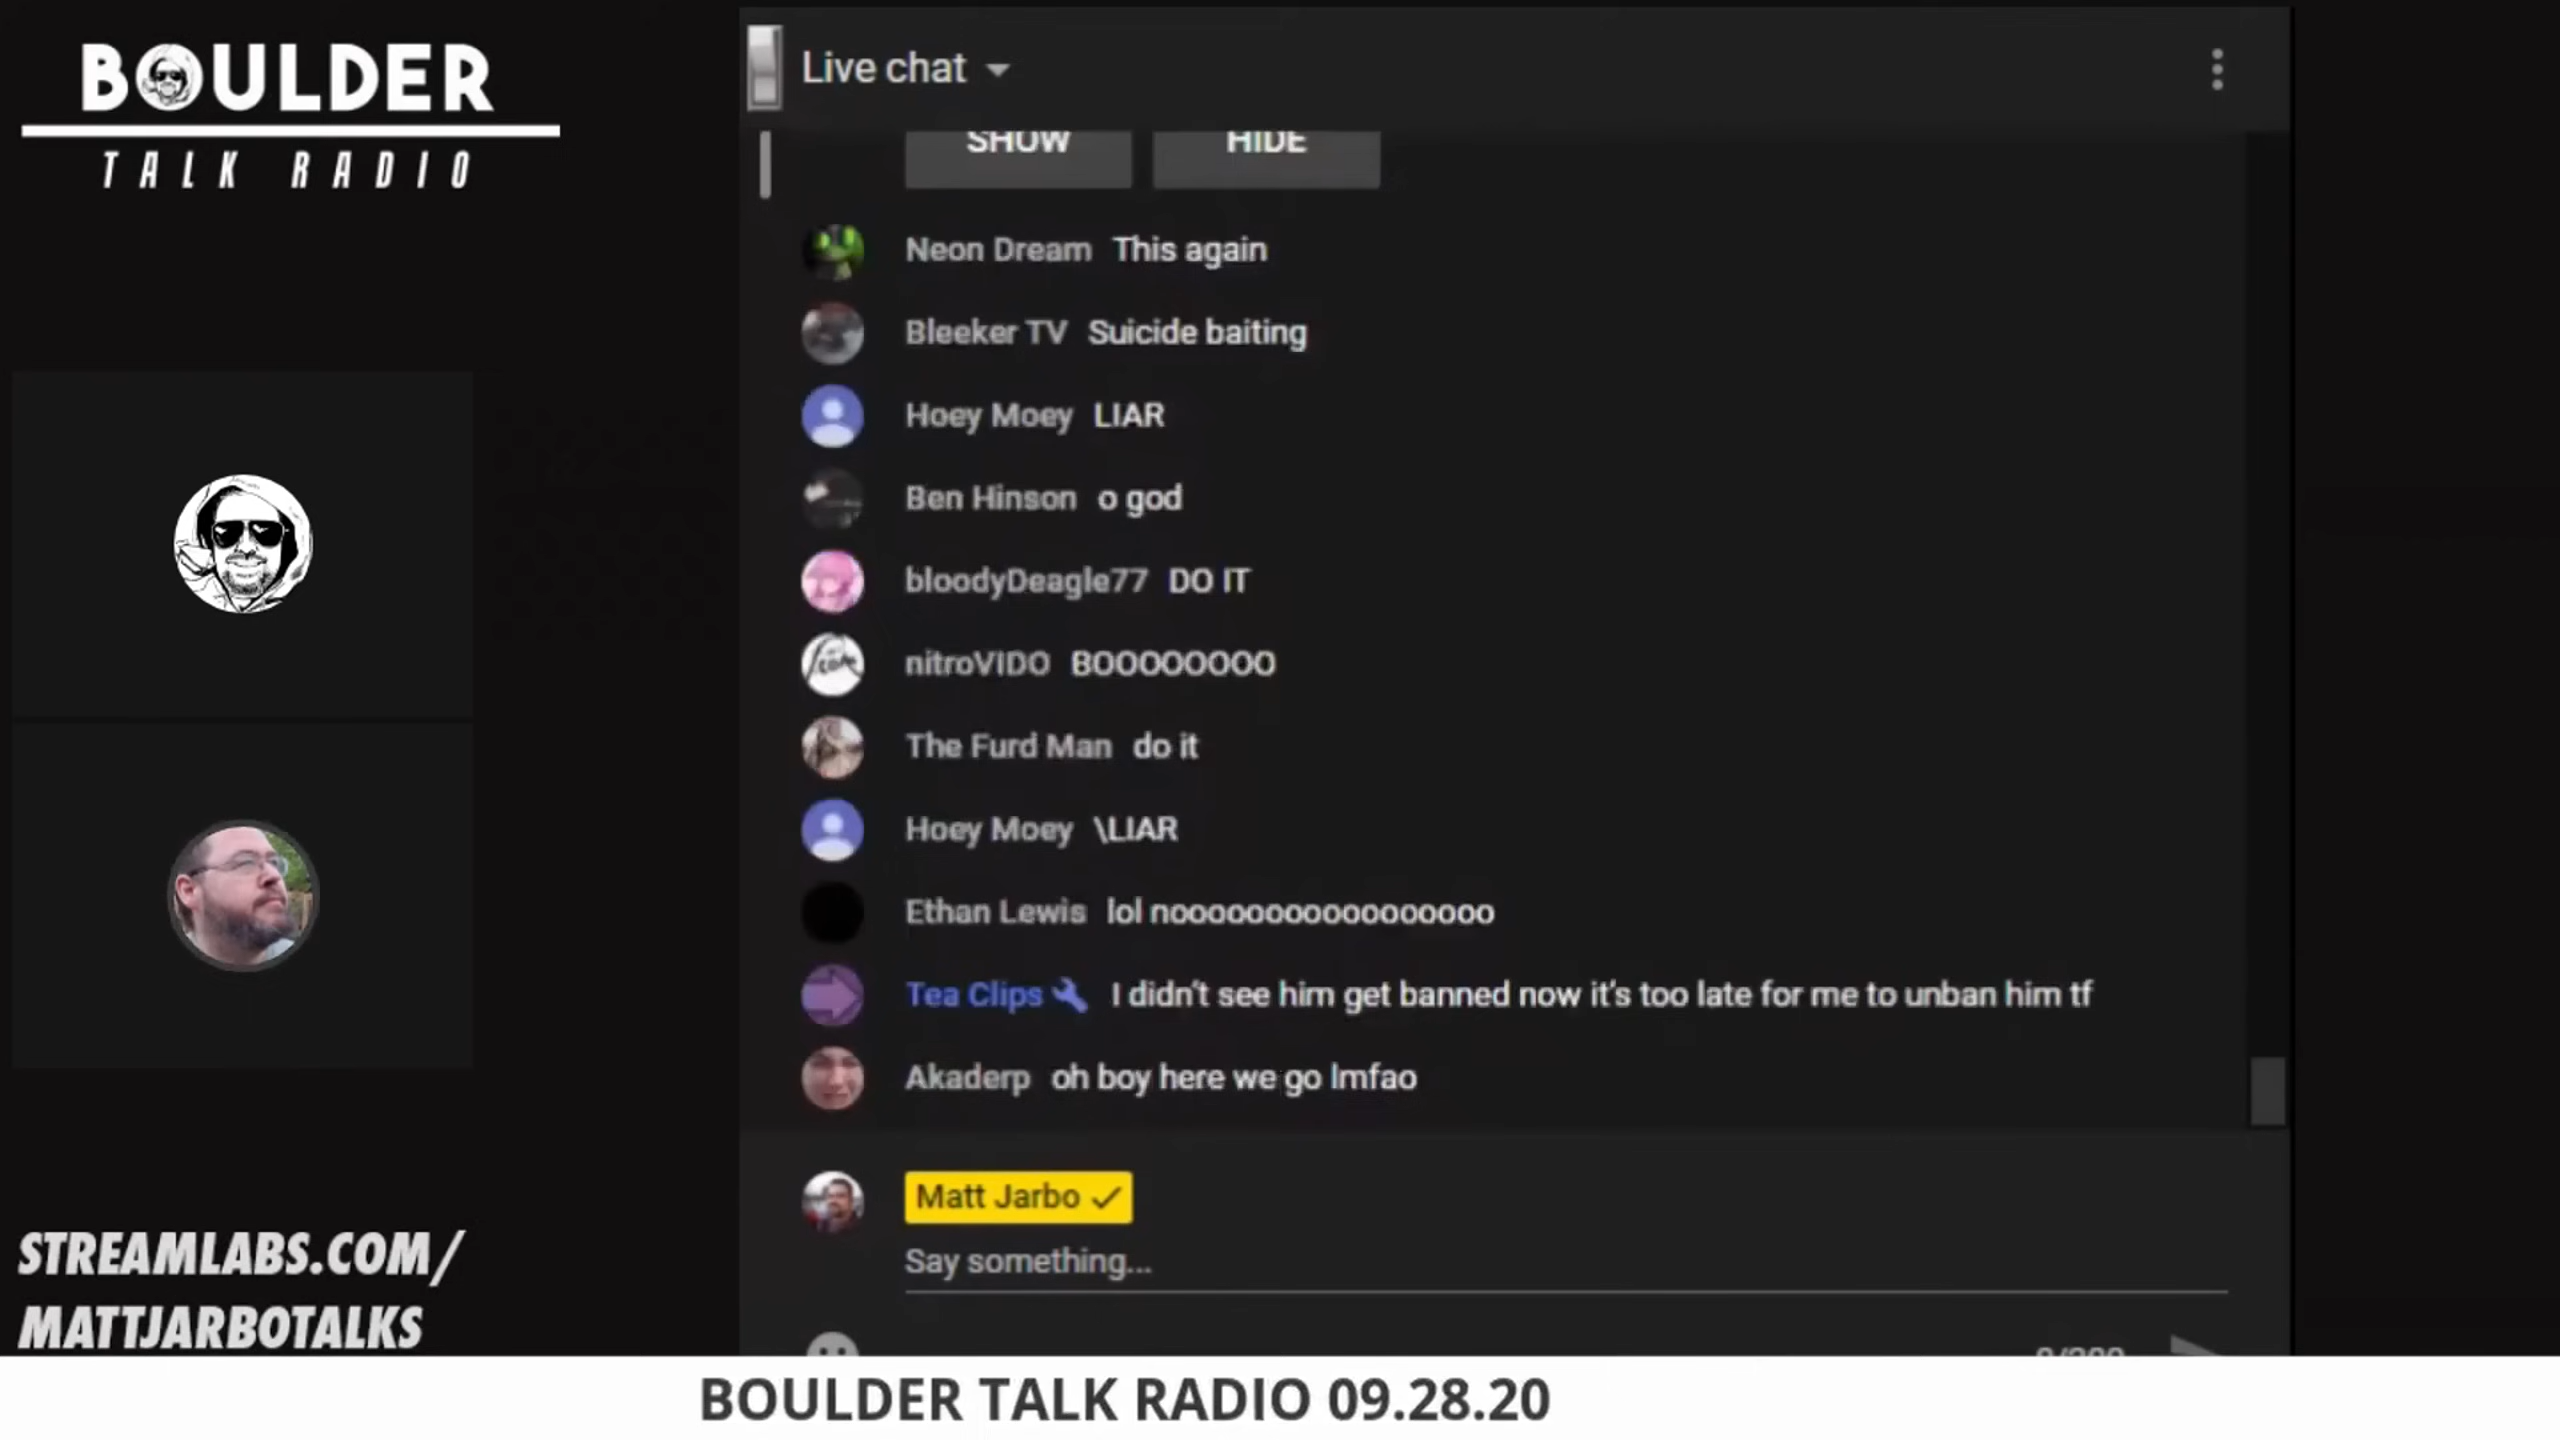 BOULDER
TALK RADIO
Live chat
SHOW HIDE
Neon Dream This again
Bleeker TV Suicide baiting
Hoey Moey LIAR
Ben Hinson o god
bloodyDeagle77 DO IT
nitroVIDO BOOOOOOOO
The Furd Man do it
Hoey Moey \LIAR
Ethan Lewis lol nooooooooooooooooo
Tea Clips I didn't see him get banned now it's too late for me to unban him tf
Akaderp oh boy here we go lmfao
Matt Jarbo
Say something...
STREAMLABS.COM/
MATTJARBOTALKS
BOULDER TALK RADIO 09.28.20